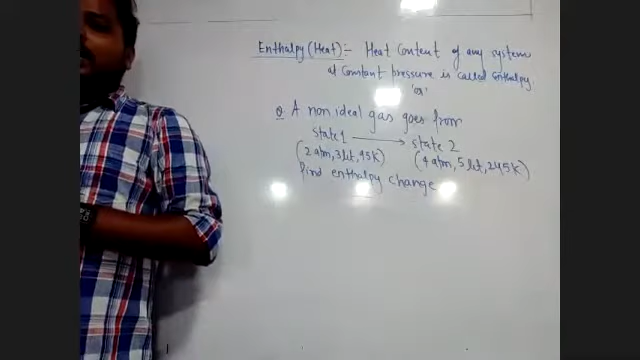 Enthalpy (Heat) :- Heat Content of any system
at Constant pressure is called enthalpy.
'or'
Q. A non ideal gas goes from
state 1 → state 2
(2 atm, 3 lit, 95K) (4 atm, 5 lit, 245K)
find enthalpy change